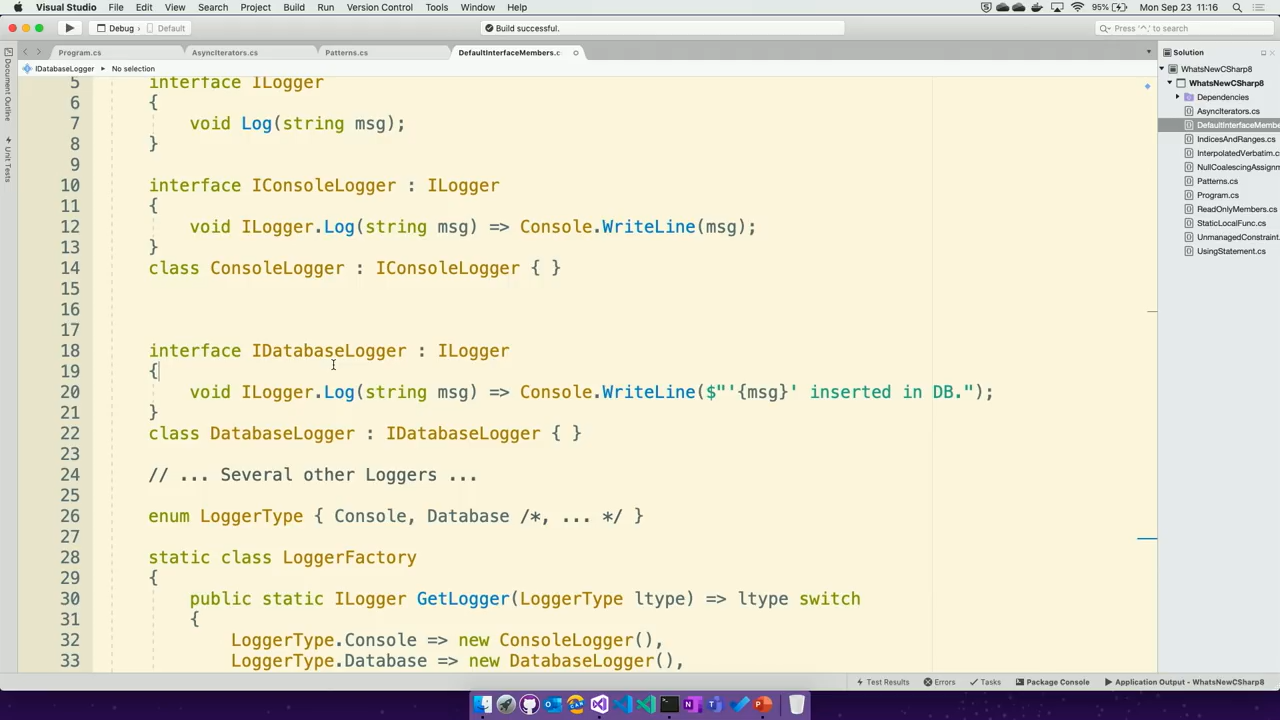 Visual Studio File Edit View Search Project Build Run Version Control Tools Window Help 95% Mon Sep 23 11:16
Debug Default Build successful. Press '^.' to search
Program.cs AsyncIterators.cs Patterns.cs DefaultInterfaceMembers.c Solution
IDatabaseLogger No selection
Document Outline
Unit Tests
5 interface ILogger
6 {
7 void Log(string msg);
8 }
9
10 interface IConsoleLogger : ILogger
11 {
12 void ILogger.Log(string msg) => Console.WriteLine(msg);
13 }
14 class ConsoleLogger : IConsoleLogger { }
15
16
17
18 interface IDatabaseLogger : ILogger
19 {
20 void ILogger.Log(string msg) => Console.WriteLine($"'{msg}' inserted in DB.");
21 }
22 class DatabaseLogger : IDatabaseLogger { }
23
24 // ... Several other Loggers ...
25
26 enum LoggerType { Console, Database /*, ... */ }
27
28 static class LoggerFactory
29 {
30 public static ILogger GetLogger(LoggerType ltype) => ltype switch
31 {
32 LoggerType.Console => new ConsoleLogger(),
33 LoggerType.Database => new DatabaseLogger(),
WhatsNewCSharp8
WhatsNewCSharp8
Dependencies
AsyncIterators.cs
DefaultInterfaceMembe
IndicesAndRanges.cs
InterpolatedVerbatim.c
NullCoalescingAssignm
Patterns.cs
Program.cs
ReadOnlyMembers.cs
StaticLocalFunc.cs
UnmanagedConstraint.
UsingStatement.cs
Test Results Errors Tasks Package Console Application Output - WhatsNewCSharp8